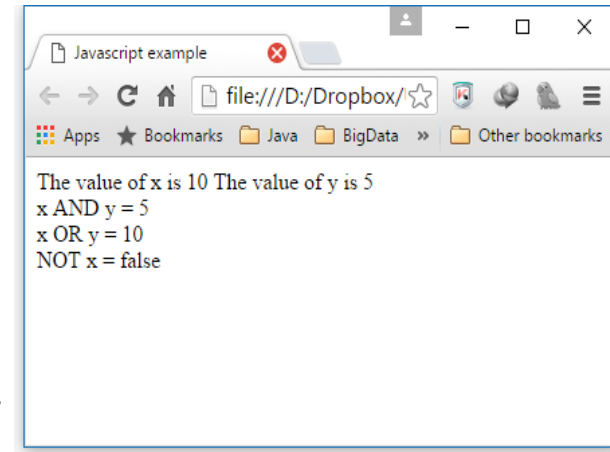 Javascript example
file:///D:/Dropbox/
Apps Bookmarks Java BigData » Other bookmarks
The value of x is 10 The value of y is 5
x AND y = 5
x OR y = 10
NOT x = false